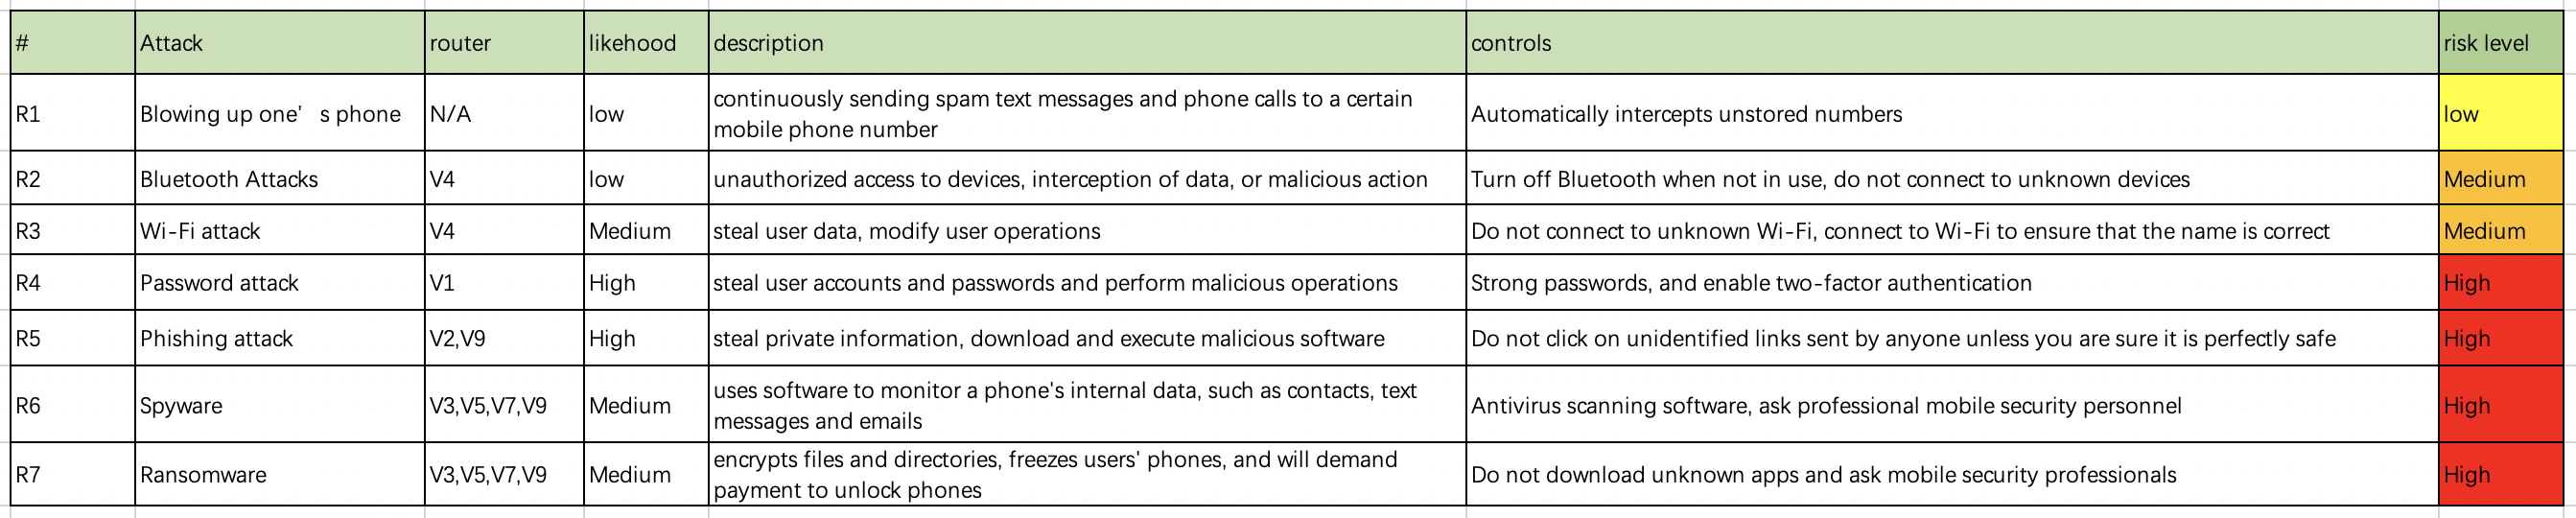 # Attack router likehood description controls risk level
R1 Blowing up one’ s phone N/A low continuously sending spam text messages and phone calls to a certain
mobile phone number Automatically intercepts unstored numbers low
R2 Bluetooth Attacks V4 low unauthorized access to devices, interception of data, or malicious action Turn off Bluetooth when not in use, do not connect to unknown devices Medium
R3 Wi-Fi attack V4 Medium steal user data, modify user operations Do not connect to unknown Wi-Fi, connect to Wi-Fi to ensure that the name is correct Medium
R4 Password attack V1 High steal user accounts and passwords and perform malicious operations Strong passwords, and enable two-factor authentication High
R5 Phishing attack V2,V9 High steal private information, download and execute malicious software Do not click on unidentified links sent by anyone unless you are sure it is perfectly safe High
R6 Spyware V3,V5,V7,V9 Medium uses software to monitor a phone's internal data, such as contacts, text
messages and emails Antivirus scanning software, ask professional mobile security personnel High
R7 Ransomware V3,V5,V7,V9 Medium encrypts files and directories, freezes users' phones, and will demand
payment to unlock phones Do not download unknown apps and ask mobile security professionals High